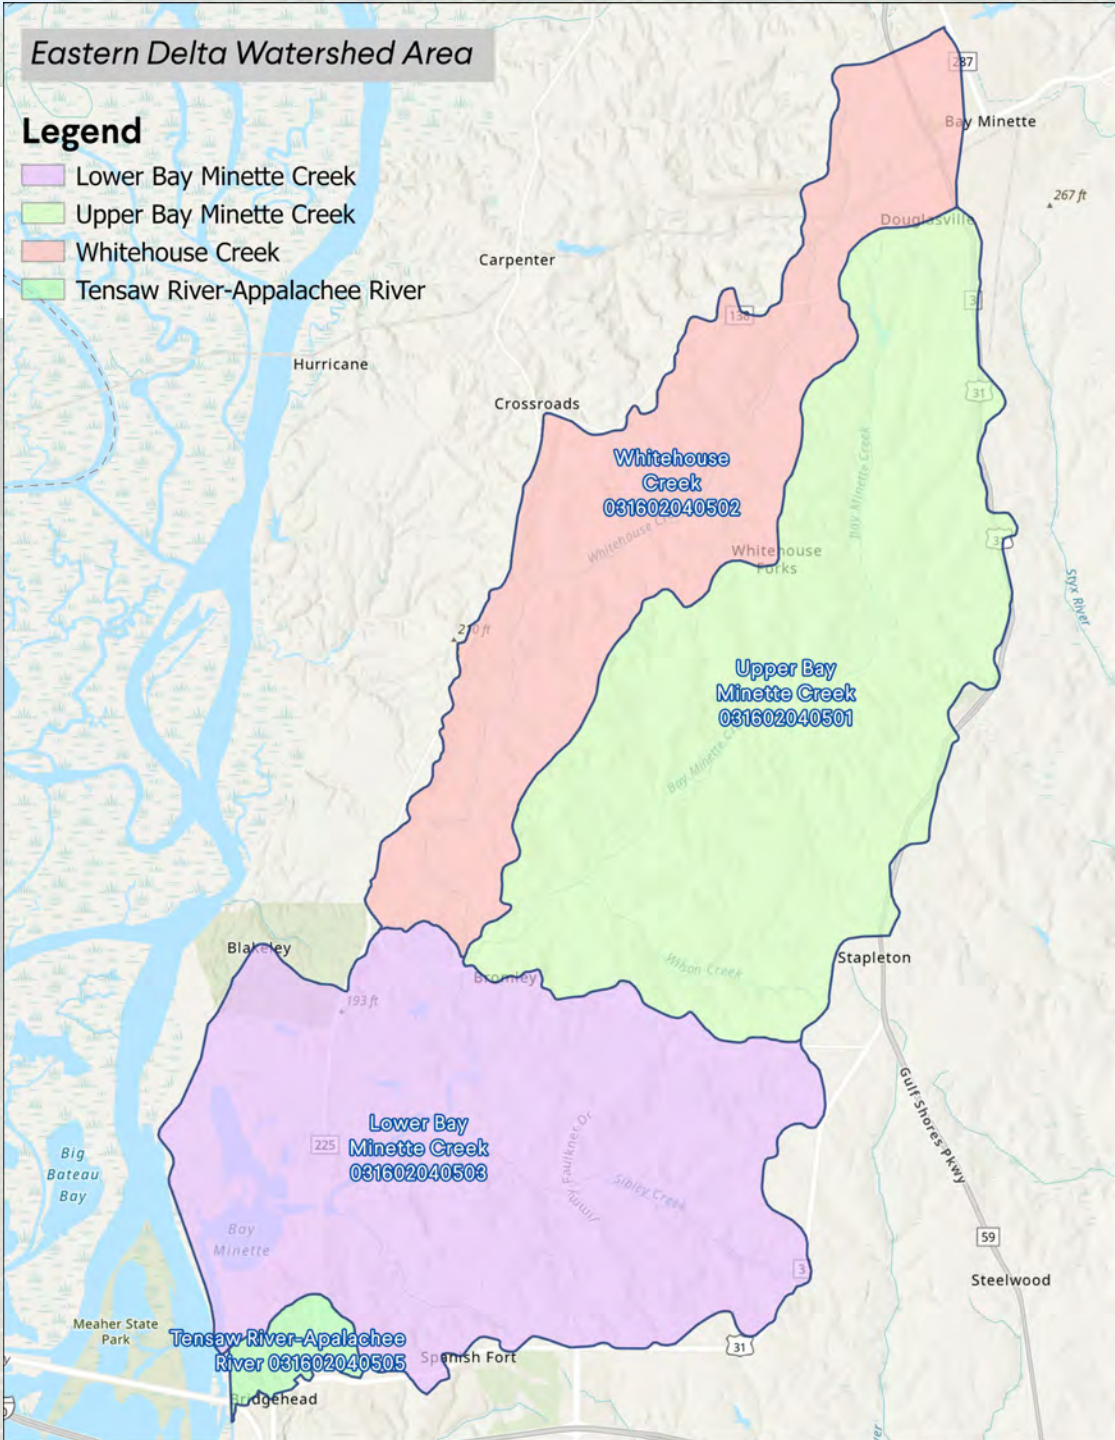 Eastern Delta Watershed Area
Legend
Lower Bay Minette Creek
Upper Bay Minette Creek
Whitehouse Creek
Tensaw River-Appalachee River
287
Bay Minette
267 ft
Douglasville
Carpenter
3
138
Hurricane
31
Crossroads
Whitehouse
Creek
031602040502
Bay Minette Creek
Whitehouse
Whitehouse
Forks
Styx River
210 ft
Upper Bay
Minette Creek
031602040501
Bay Minette
Blakeley
Stapleton
Wilson Creek
Bromley
193 ft
Gulf Shores Pkwy
Lower Bay
Minette Creek
031602040503
225
Jimmy Faulkner Dr
Sibley Creek
Big
Bateau
Bay
Bay
Minette
59
3
Steelwood
Meaher State
Park
Tensaw River-Apalachee
River 031602040505
31
Spanish Fort
Bridgehead